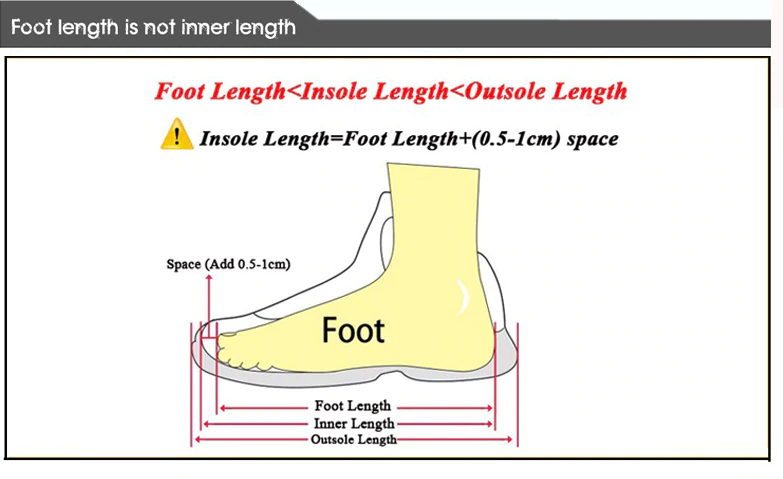 Foot length is not inner length
Foot Length<Insole Length<Outsole Length
! Insole Length=Foot Length+(0.5-1cm) space
Space (Add 0.5-1cm)
Foot
Foot Length
Inner Length
Outsole Length